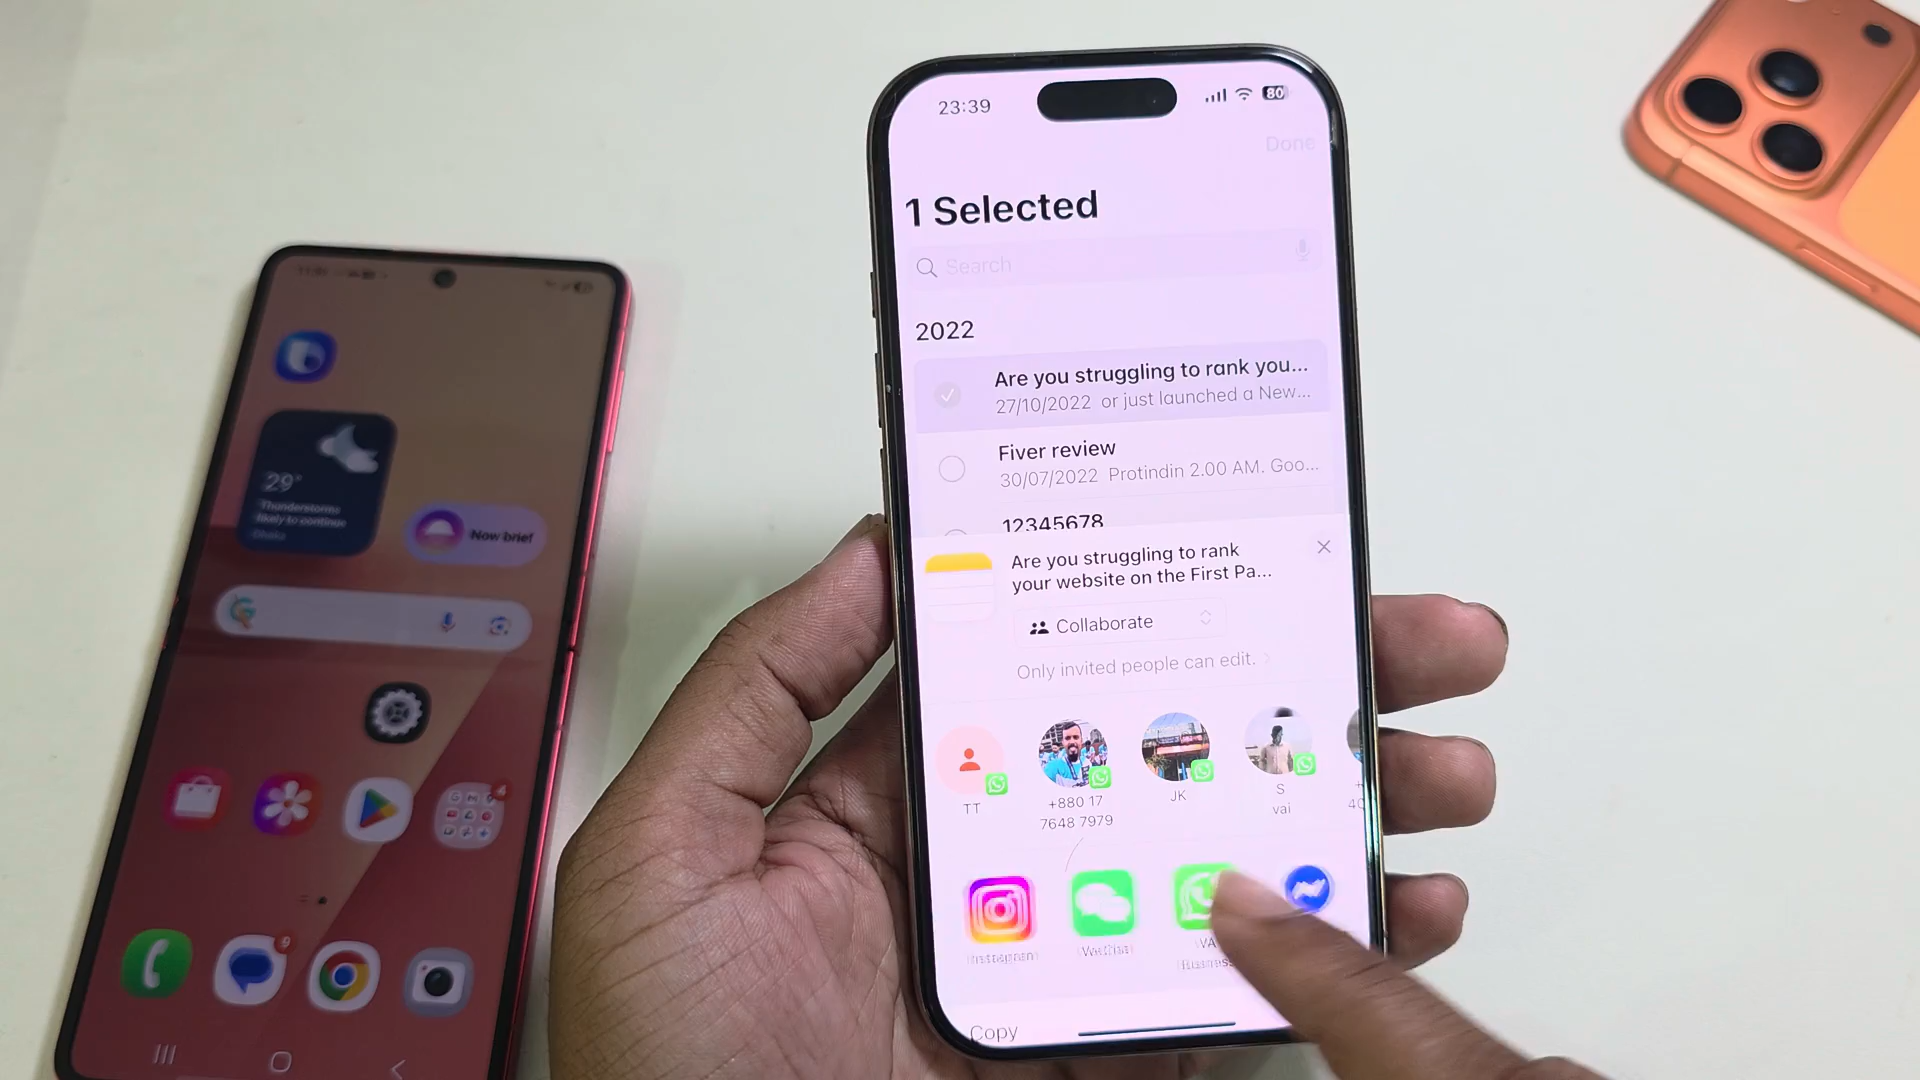 23:39
80
Done
1 Selected
Search
2022
Are you struggling to rank you...
27/10/2022 or just launched a New...
Fiver review
30/07/2022 Protindin 2.00 AM. Goo...
12345678
Are you struggling to rank
your website on the First Pa...
Collaborate
Only invited people can edit.
TT
+880 17
7648 7979
JK
S
vai
Instagram
WeChat
Business
Copy
29°
Thunderstorms
likely to continue
Dhaka
Now brief
4
9